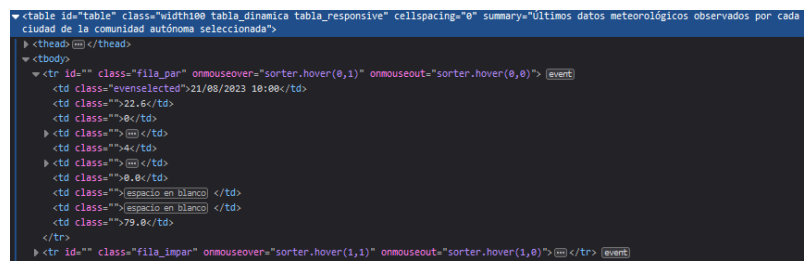 <table id="table" class="width100 tabla_dinamica tabla_responsive" cellspacing="0" summary="Últimos datos meteorológicos observados por cada
ciudad de la comunidad autónoma seleccionada">
<thead>⋯</thead>
<tbody>
<tr id="" class="fila_par" onmouseover="sorter.hover(0,1)" onmouseout="sorter.hover(0,0)"> event
<td class="evenselected">21/08/2023 10:00</td>
<td class="">22.6</td>
<td class="">0</td>
<td class="">⋯</td>
<td class="">4</td>
<td class="">⋯</td>
<td class="">0.0</td>
<td class="">espacio en blanco </td>
<td class="">espacio en blanco </td>
<td class="">79.0</td>
</tr>
<tr id="" class="fila_impar" onmouseover="sorter.hover(1,1)" onmouseout="sorter.hover(1,0)">⋯</tr> event